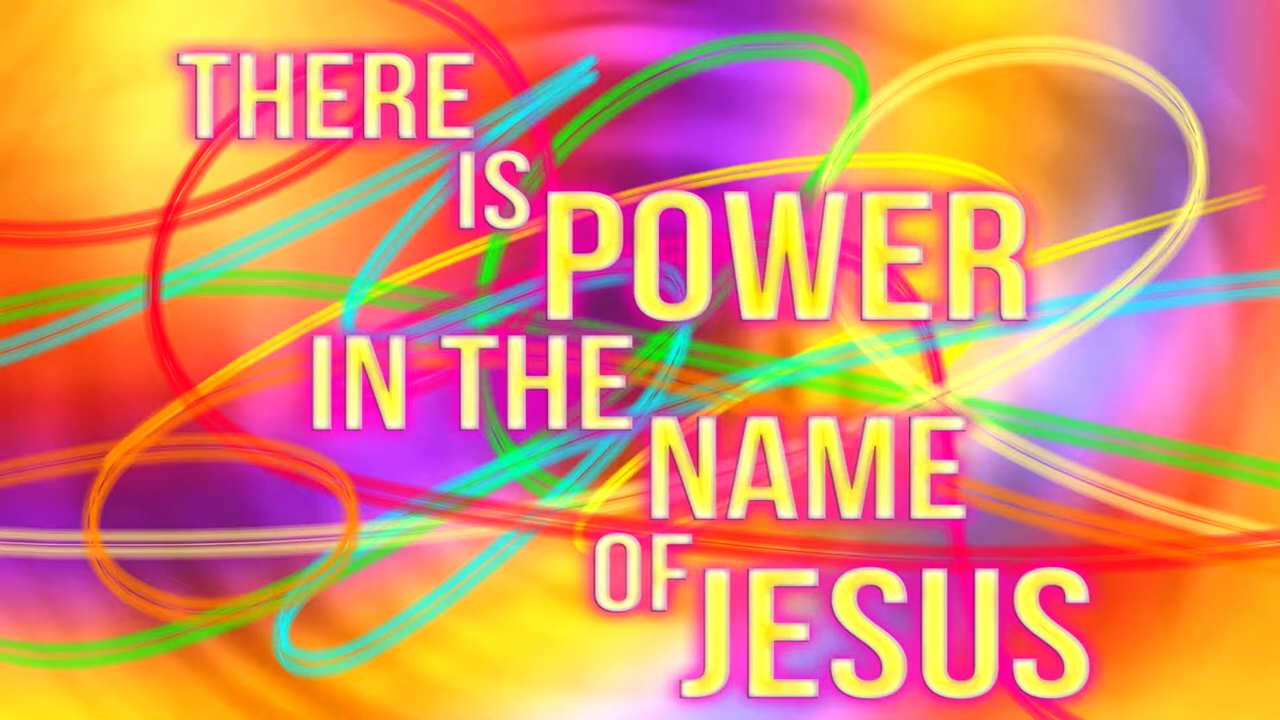 THERE
IS
POWER
IN THE
NAME
OF
JESUS